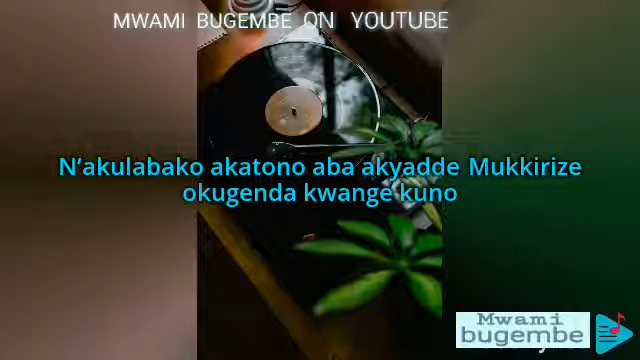 MWAMI BUGEMBE ON YOUTUBE
N’akulabako akatono aba akyadde Mukkirize
okugenda kwange kuno
Mwami
bugembe